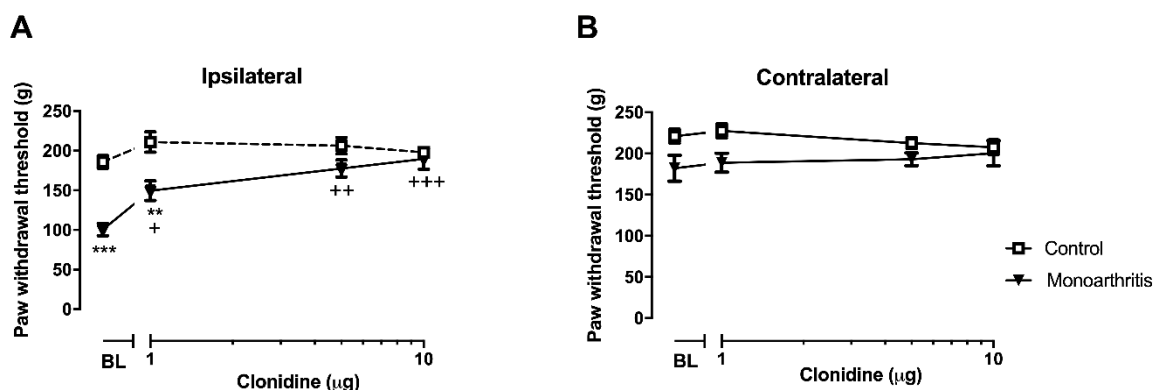 A
Ipsilateral
Paw withdrawal threshold (g)
250
200
150
100
50
0
***
**
+
++
+++
BL
1
10
Clonidine (μg)
B
Contralateral
Paw withdrawal threshold (g)
250
200
150
100
50
0
BL
1
10
Clonidine (μg)
Control
Monoarthritis